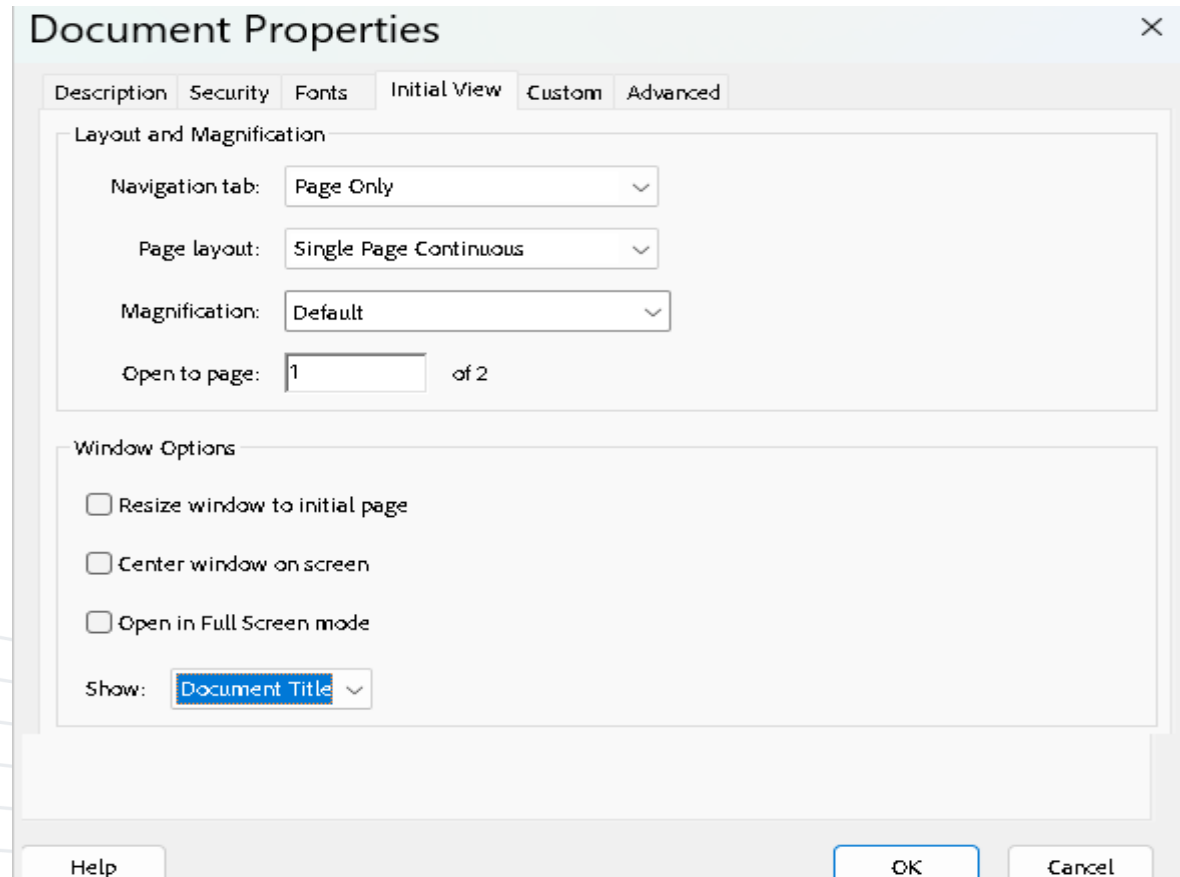 Document Properties
Description Security Fonts Initial View Custom Advanced
Layout and Magnification
Navigation tab: Page Only
Page layout: Single Page Continuous
Magnification: Default
Open to page: 1 of 2
Window Options
Resize window to initial page
Center window on screen
Open in Full Screen mode
Show: Document Title
Help OK Cancel